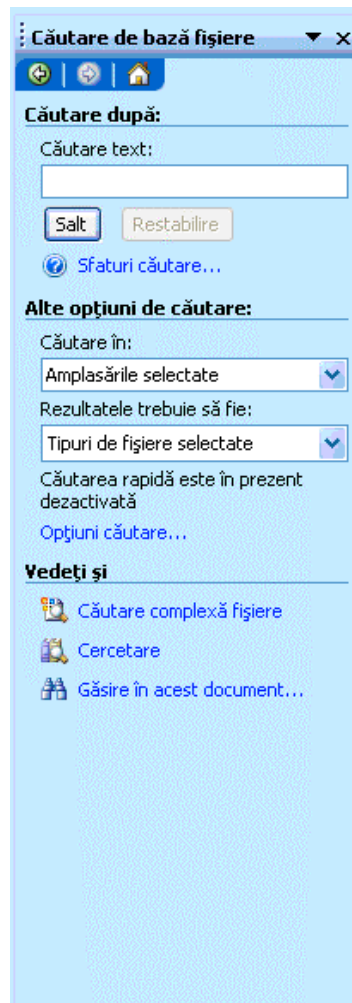 Căutare de bază fişiere
Căutare după:
Căutare text:
Salt Restabilire
Sfaturi căutare...
Alte opţiuni de căutare:
Căutare în:
Amplasările selectate
Rezultatele trebuie să fie:
Tipuri de fişiere selectate
Căutarea rapidă este în prezent
dezactivată
Opţiuni căutare...
Vedeţi şi
Căutare complexă fişiere
Cercetare
Găsire în acest document...